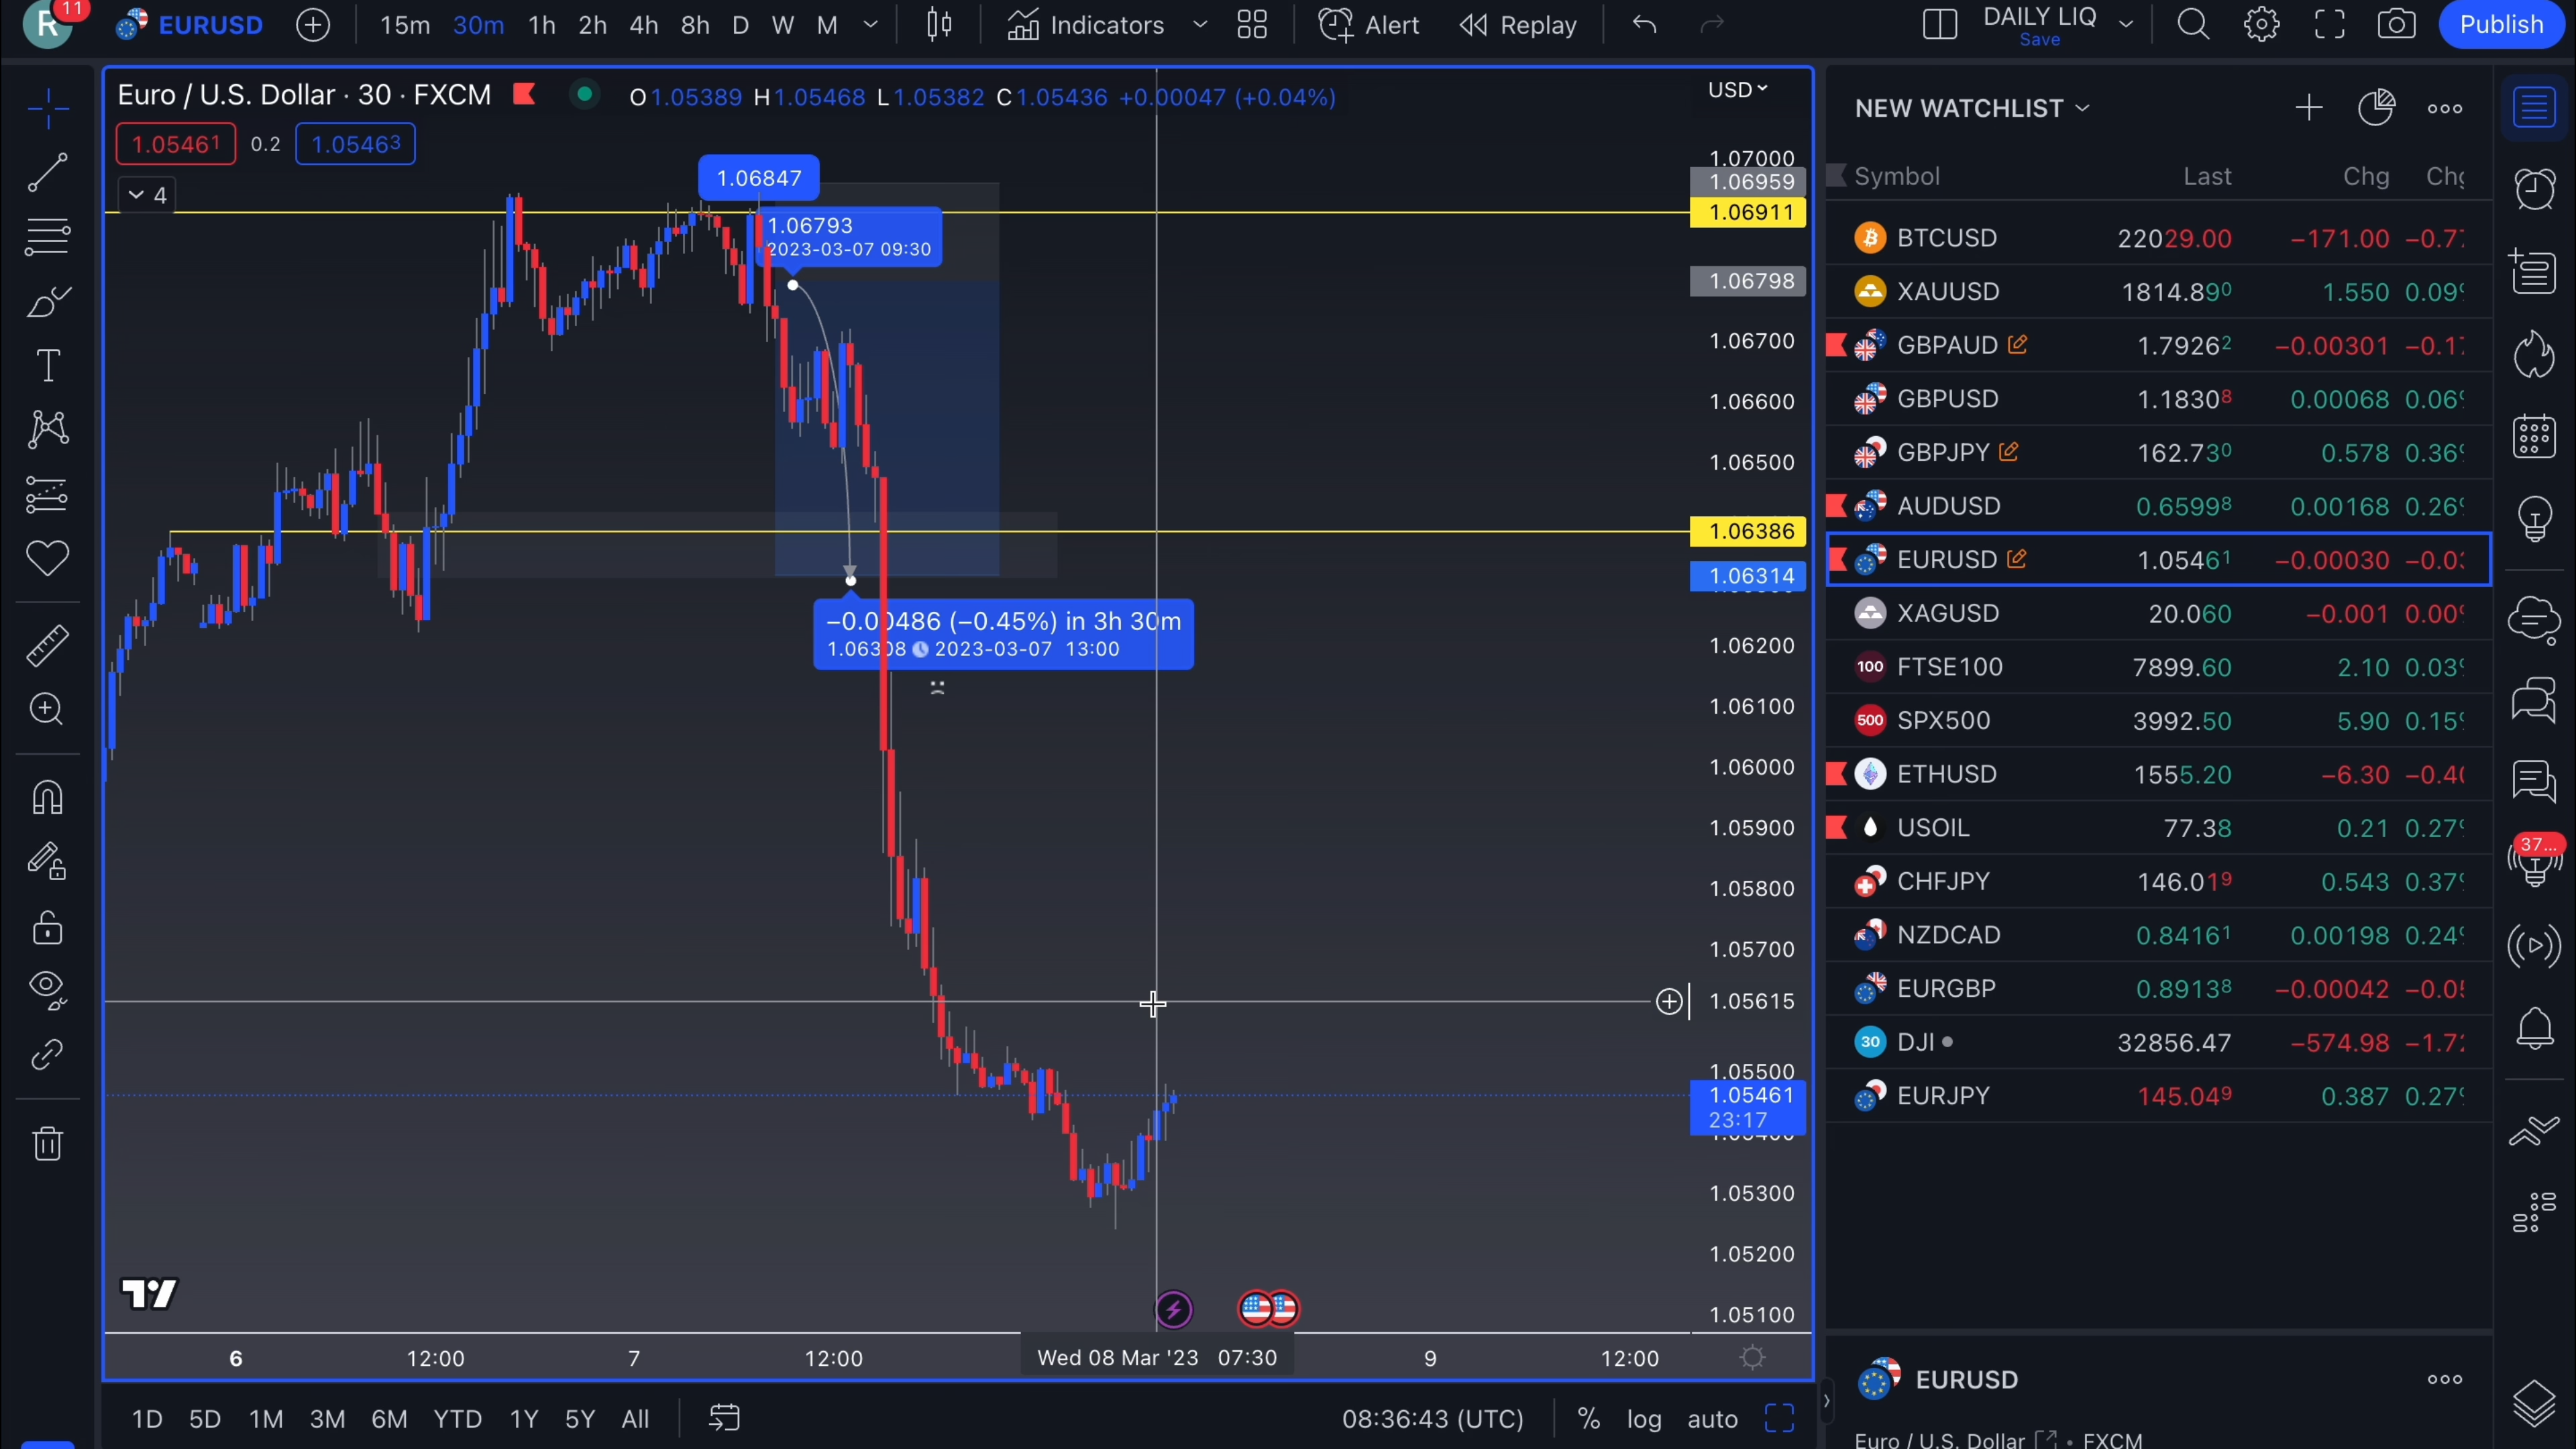 R 11 EURUSD 15m 30m 1h 2h 4h 8h D W M Indicators Alert Replay DAILY LIQ Save Publish
Euro / U.S. Dollar · 30 · FXCM O1.05389 H1.05468 L1.05382 C1.05436 +0.00047 (+0.04%) USD
1.05461 0.2 1.05463
4
1.06847
1.06793
2023-03-07 09:30
−0.00486 (−0.45%) in 3h 30m
1.06308 2023-03-07 13:00
1.07000
1.06959
1.06911
1.06798
1.06700
1.06600
1.06500
1.06386
1.06314
1.06200
1.06100
1.06000
1.05900
1.05800
1.05700
1.05615
1.05500
1.05461
23:17
1.05300
1.05200
1.05100
6 12:00 7 12:00 Wed 08 Mar '23 07:30 9 12:00
1D 5D 1M 3M 6M YTD 1Y 5Y All 08:36:43 (UTC) % log auto
NEW WATCHLIST
Symbol Last Chg
BTCUSD 22029.00 −171.00 −0.7
XAUUSD 1814.890 1.550 0.09
GBPAUD 1.79262 −0.00301 −0.1
GBPUSD 1.18308 0.00068 0.06
GBPJPY 162.730 0.578 0.36
AUDUSD 0.65998 0.00168 0.26
EURUSD 1.05461 −0.00030 −0.0
XAGUSD 20.060 −0.001 0.00
100 FTSE100 7899.60 2.10 0.03
500 SPX500 3992.50 5.90 0.15
ETHUSD 1555.20 −6.30 −0.4
USOIL 77.38 0.21 0.27
CHFJPY 146.019 0.543 0.37
NZDCAD 0.84161 0.00198 0.24
EURGBP 0.89138 −0.00042 −0.0
30 DJI 32856.47 −574.98 −1.7
EURJPY 145.049 0.387 0.27
37...
EURUSD
Euro / U.S. Dollar · FXCM